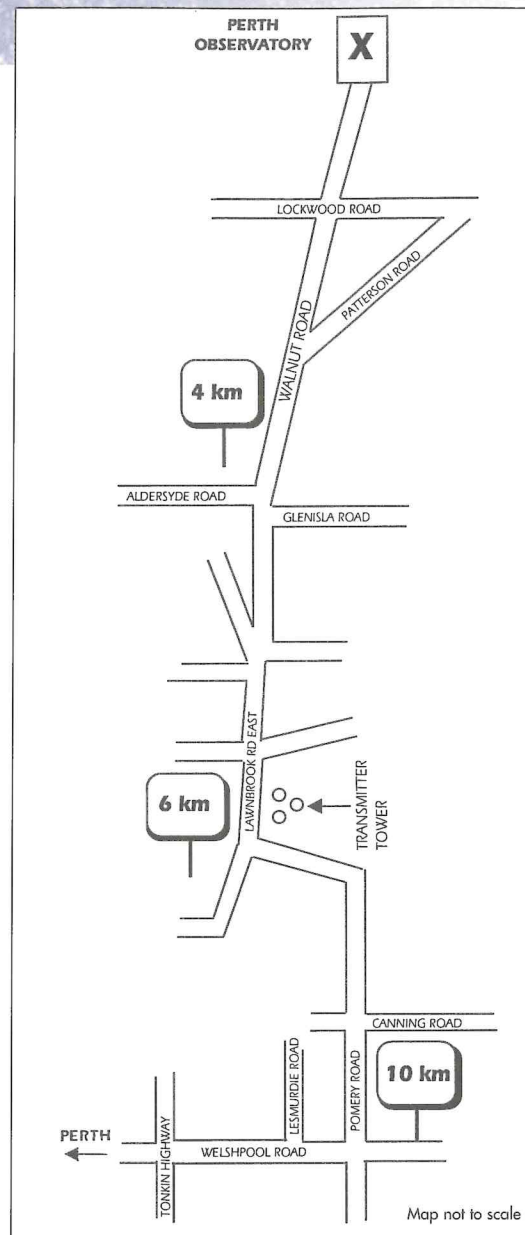 PERTH
OBSERVATORY
X
LOCKWOOD ROAD
PATTERSON ROAD
WALNUT ROAD
4 km
ALDERSYDE ROAD
GLENISLA ROAD
LAWNBROOK RD EAST
6 km
TRANSMITTER
TOWER
CANNING ROAD
LESMURDIE ROAD
POMERY ROAD
10 km
PERTH
TONKIN HIGHWAY
WELSHPOOL ROAD
Map not to scale